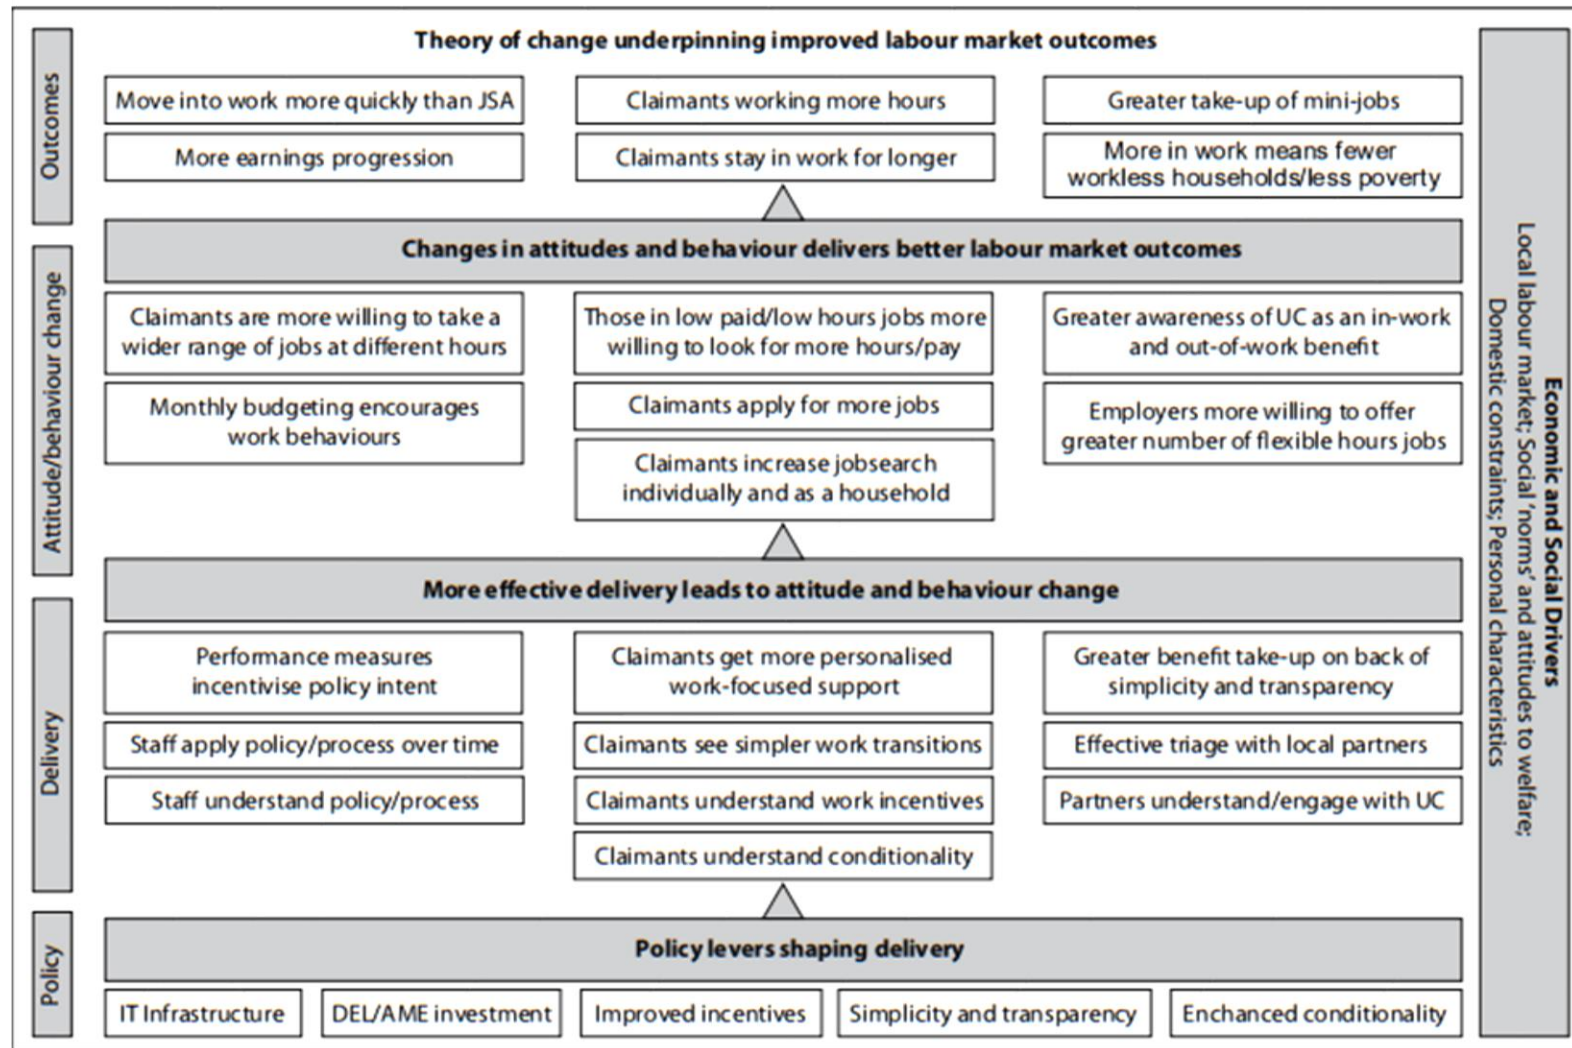 Theory of change underpinning improved labour market outcomes
Outcomes
Move into work more quickly than JSA
Claimants working more hours
Greater take-up of mini-jobs
More earnings progression
Claimants stay in work for longer
More in work means fewer
workless households/less poverty
Changes in attitudes and behaviour delivers better labour market outcomes
Attitude/behaviour change
Claimants are more willing to take a
wider range of jobs at different hours
Those in low paid/low hours jobs more
willing to look for more hours/pay
Greater awareness of UC as an in-work
and out-of-work benefit
Monthly budgeting encourages
work behaviours
Claimants apply for more jobs
Employers more willing to offer
greater number of flexible hours jobs
Claimants increase jobsearch
individually and as a household
More effective delivery leads to attitude and behaviour change
Delivery
Performance measures
incentivise policy intent
Claimants get more personalised
work-focused support
Greater benefit take-up on back of
simplicity and transparency
Staff apply policy/process over time
Claimants see simpler work transitions
Effective triage with local partners
Staff understand policy/process
Claimants understand work incentives
Partners understand/engage with UC
Claimants understand conditionality
Policy levers shaping delivery
Policy
IT Infrastructure
DEL/AME investment
Improved incentives
Simplicity and transparency
Enchanced conditionality
Economic and Social Drivers
Local labour market; Social 'norms' and attitudes to welfare;
Domestic constraints; Personal characteristics